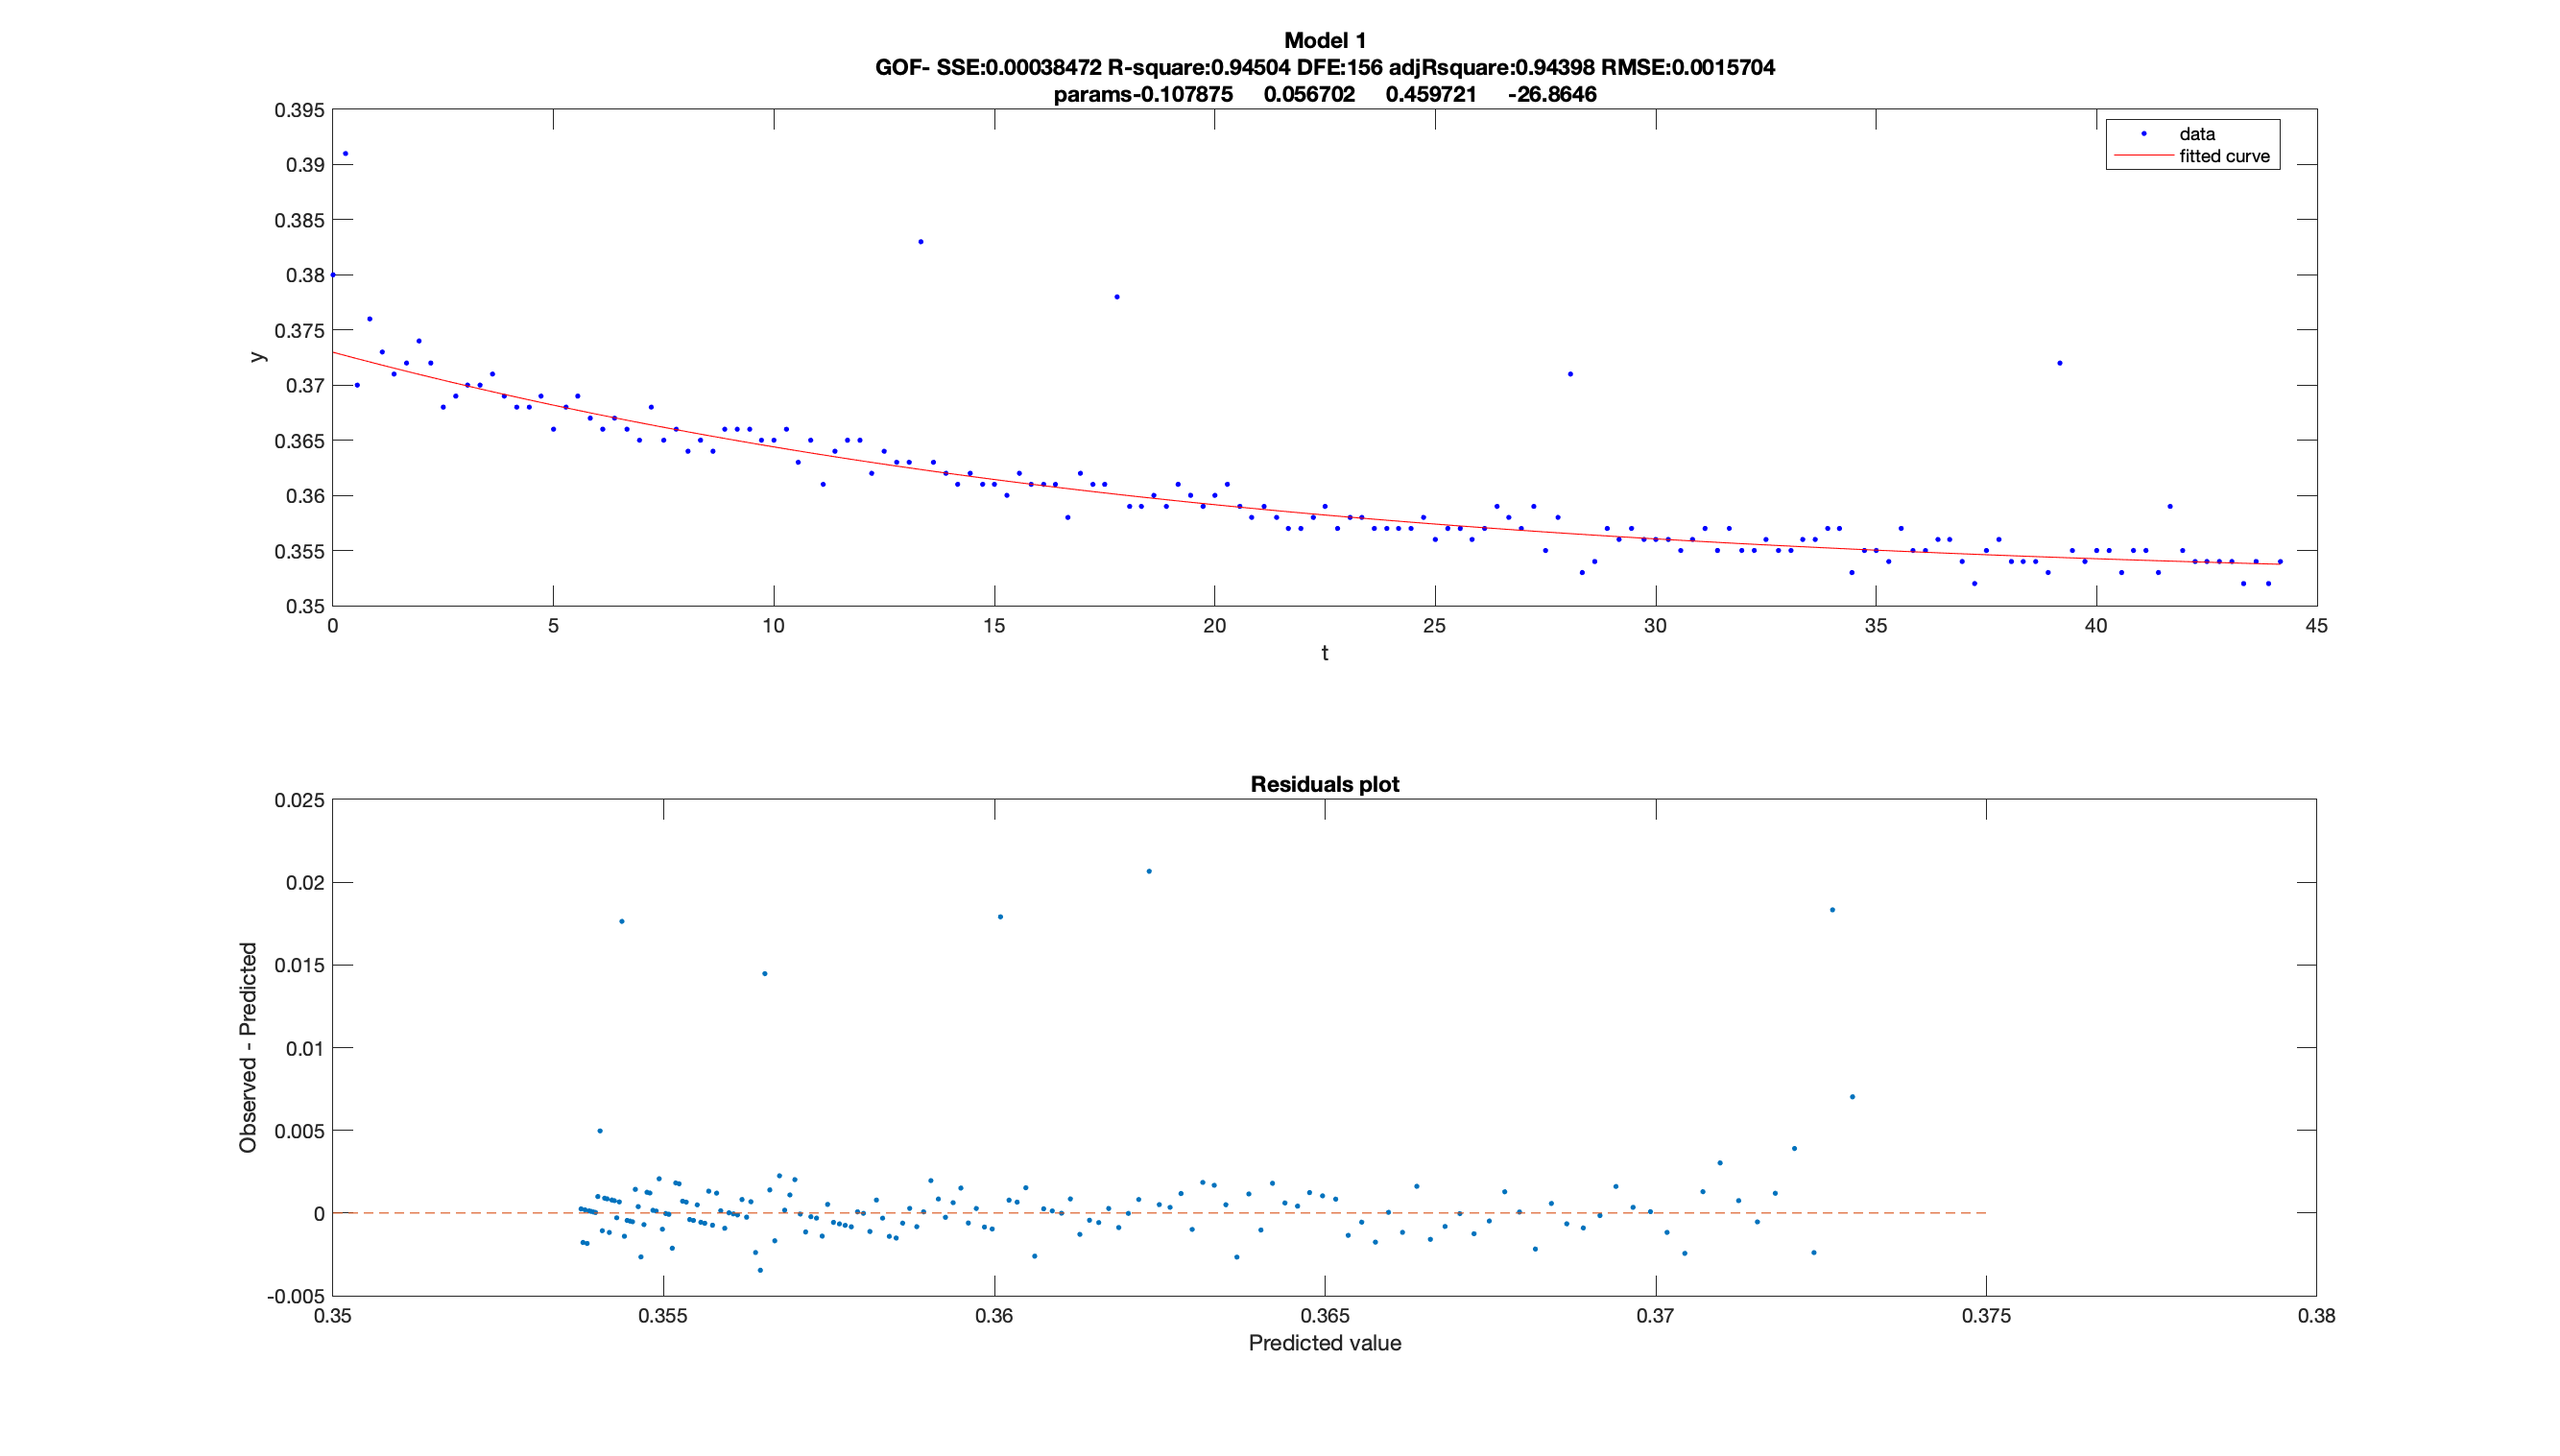 Model 1
GOF- SSE:0.00038472 R-square:0.94504 DFE:156 adjRsquare:0.94398 RMSE:0.0015704
params-0.107875 0.056702 0.459721 -26.8646
0.395
0.39
0.385
0.38
0.375
0.37
0.365
0.36
0.355
0.35
y
data
fitted curve
0 5 10 15 20 25 30 35 40 45
t
Residuals plot
0.025
0.02
0.015
0.01
0.005
0
-0.005
Observed - Predicted
0.35 0.355 0.36 0.365 0.37 0.375 0.38
Predicted value